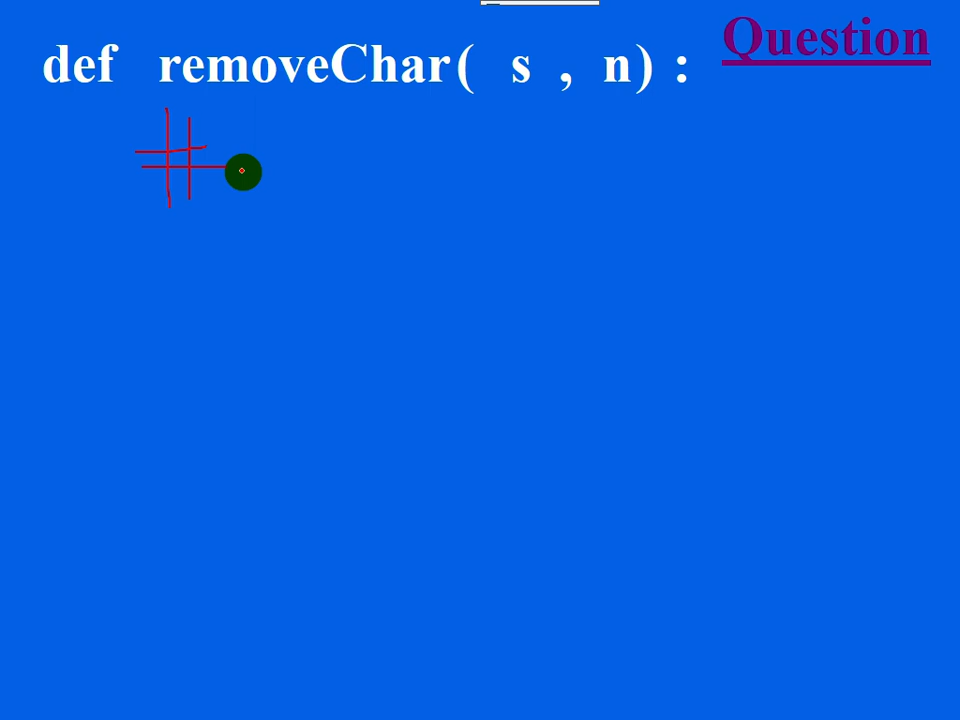 def removeChar( s , n) :
Question
#